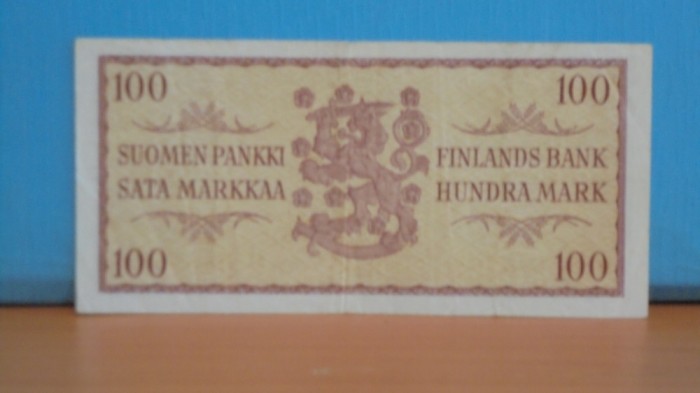 100 100
SUOMEN PANKKI FINLANDS BANK
SATA MARKKAA HUNDRA MARK
100 100